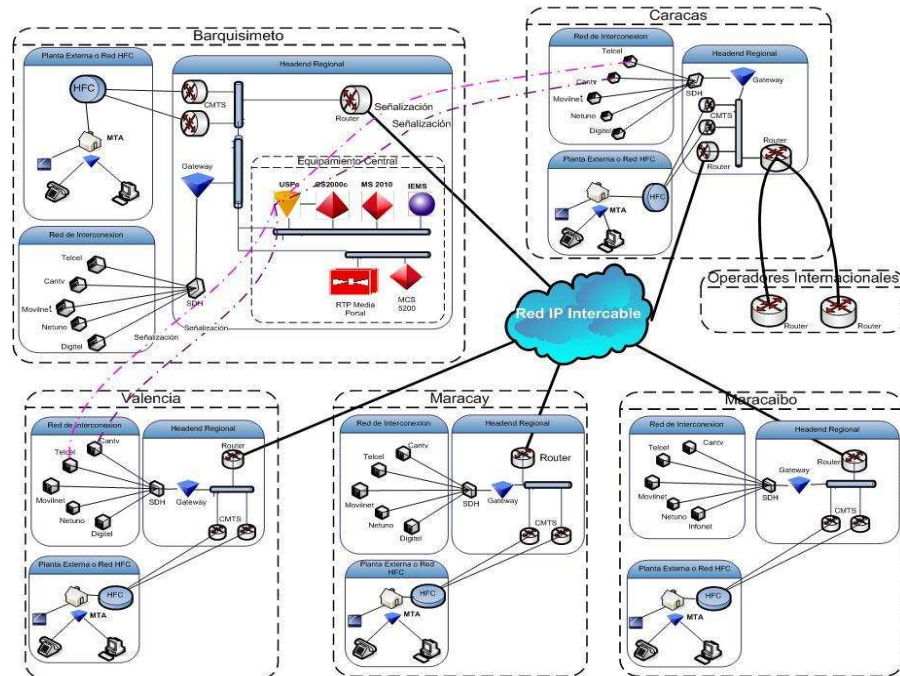 Barquisimeto
Planta Externa o Red HFC
HFC
MTA
Headend Regional
CMTS
Router
Señalización
Señalización
Gateway
Equipamiento Central
USPc
CS2000c
MS 2010
IEMS
RTP Media
Portal
MCS
5200
Red de Interconexion
Telcel
Cantv
Movilnet
Netuno
Digitel
SDH
Señalización
Señalización
Caracas
Red de Interconexion
Telcel
Cantv
Movilnet
Netuno
Digitel
SDH
Headend Regional
Gateway
CMTS
Router
Router
Planta Externa o Red HFC
MTA
HFC
Operadores Internacionales
Router
Router
Red IP Intercable
Valencia
Red de Interconexion
Cantv
Telcel
Movilnet
Netuno
Digitel
SDH
Headend Regional
Router
Gateway
CMTS
Planta Externa o Red HFC
HFC
MTA
Maracay
Red de Interconexion
Cantv
Telcel
Movilnet
Netuno
Digitel
SDH
Headend Regional
Router
Gateway
CMTS
Planta Externa o Red
HFC
HFC
MTA
Maracaibo
Red de Interconexion
Cantv
Telcel
Movilnet
Netuno
Infonet
SDH
Headend Regional
Router
Gateway
CMTS
Planta Externa o Red HFC
HFC
MTA